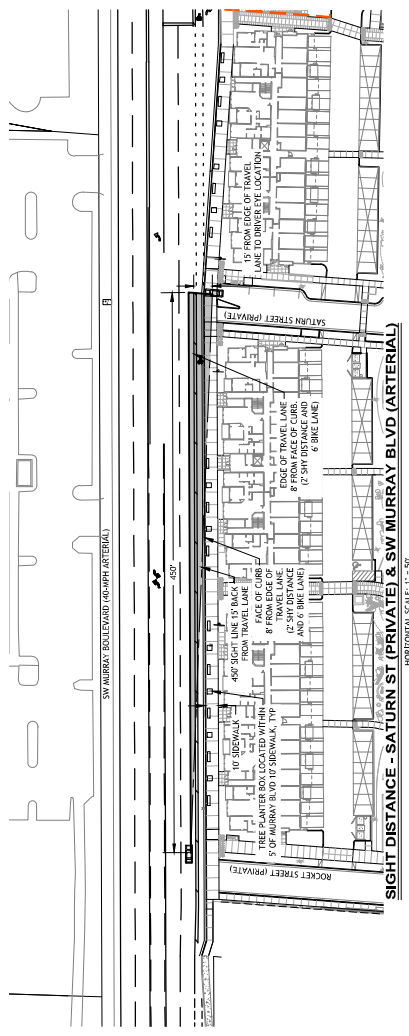 SW MURRAY BOULEVARD (40-MPH ARTERIAL)
450'
15' FROM EDGE OF TRAVEL
LANE TO DRIVER EYE LOCATION
SATURN STREET (PRIVATE)
EDGE OF TRAVEL LANE
8' FROM FACE OF CURB.
(2' SHY DISTANCE AND
6' BIKE LANE)
450' SIGHT LINE 15' BACK
FROM TRAVEL LANE
FACE OF CURB
8' FROM EDGE OF
TRAVEL LANE.
(2' SHY DISTANCE
AND 6' BIKE LANE)
10' SIDEWALK
TREE PLANTER BOX LOCATED WITHIN
5' OF MURRAY BLVD 10' SIDEWALK, TYP
ROCKET STREET (PRIVATE)
SIGHT DISTANCE - SATURN ST (PRIVATE) & SW MURRAY BLVD (ARTERIAL)
HORIZONTAL SCALE: 1" = 50'